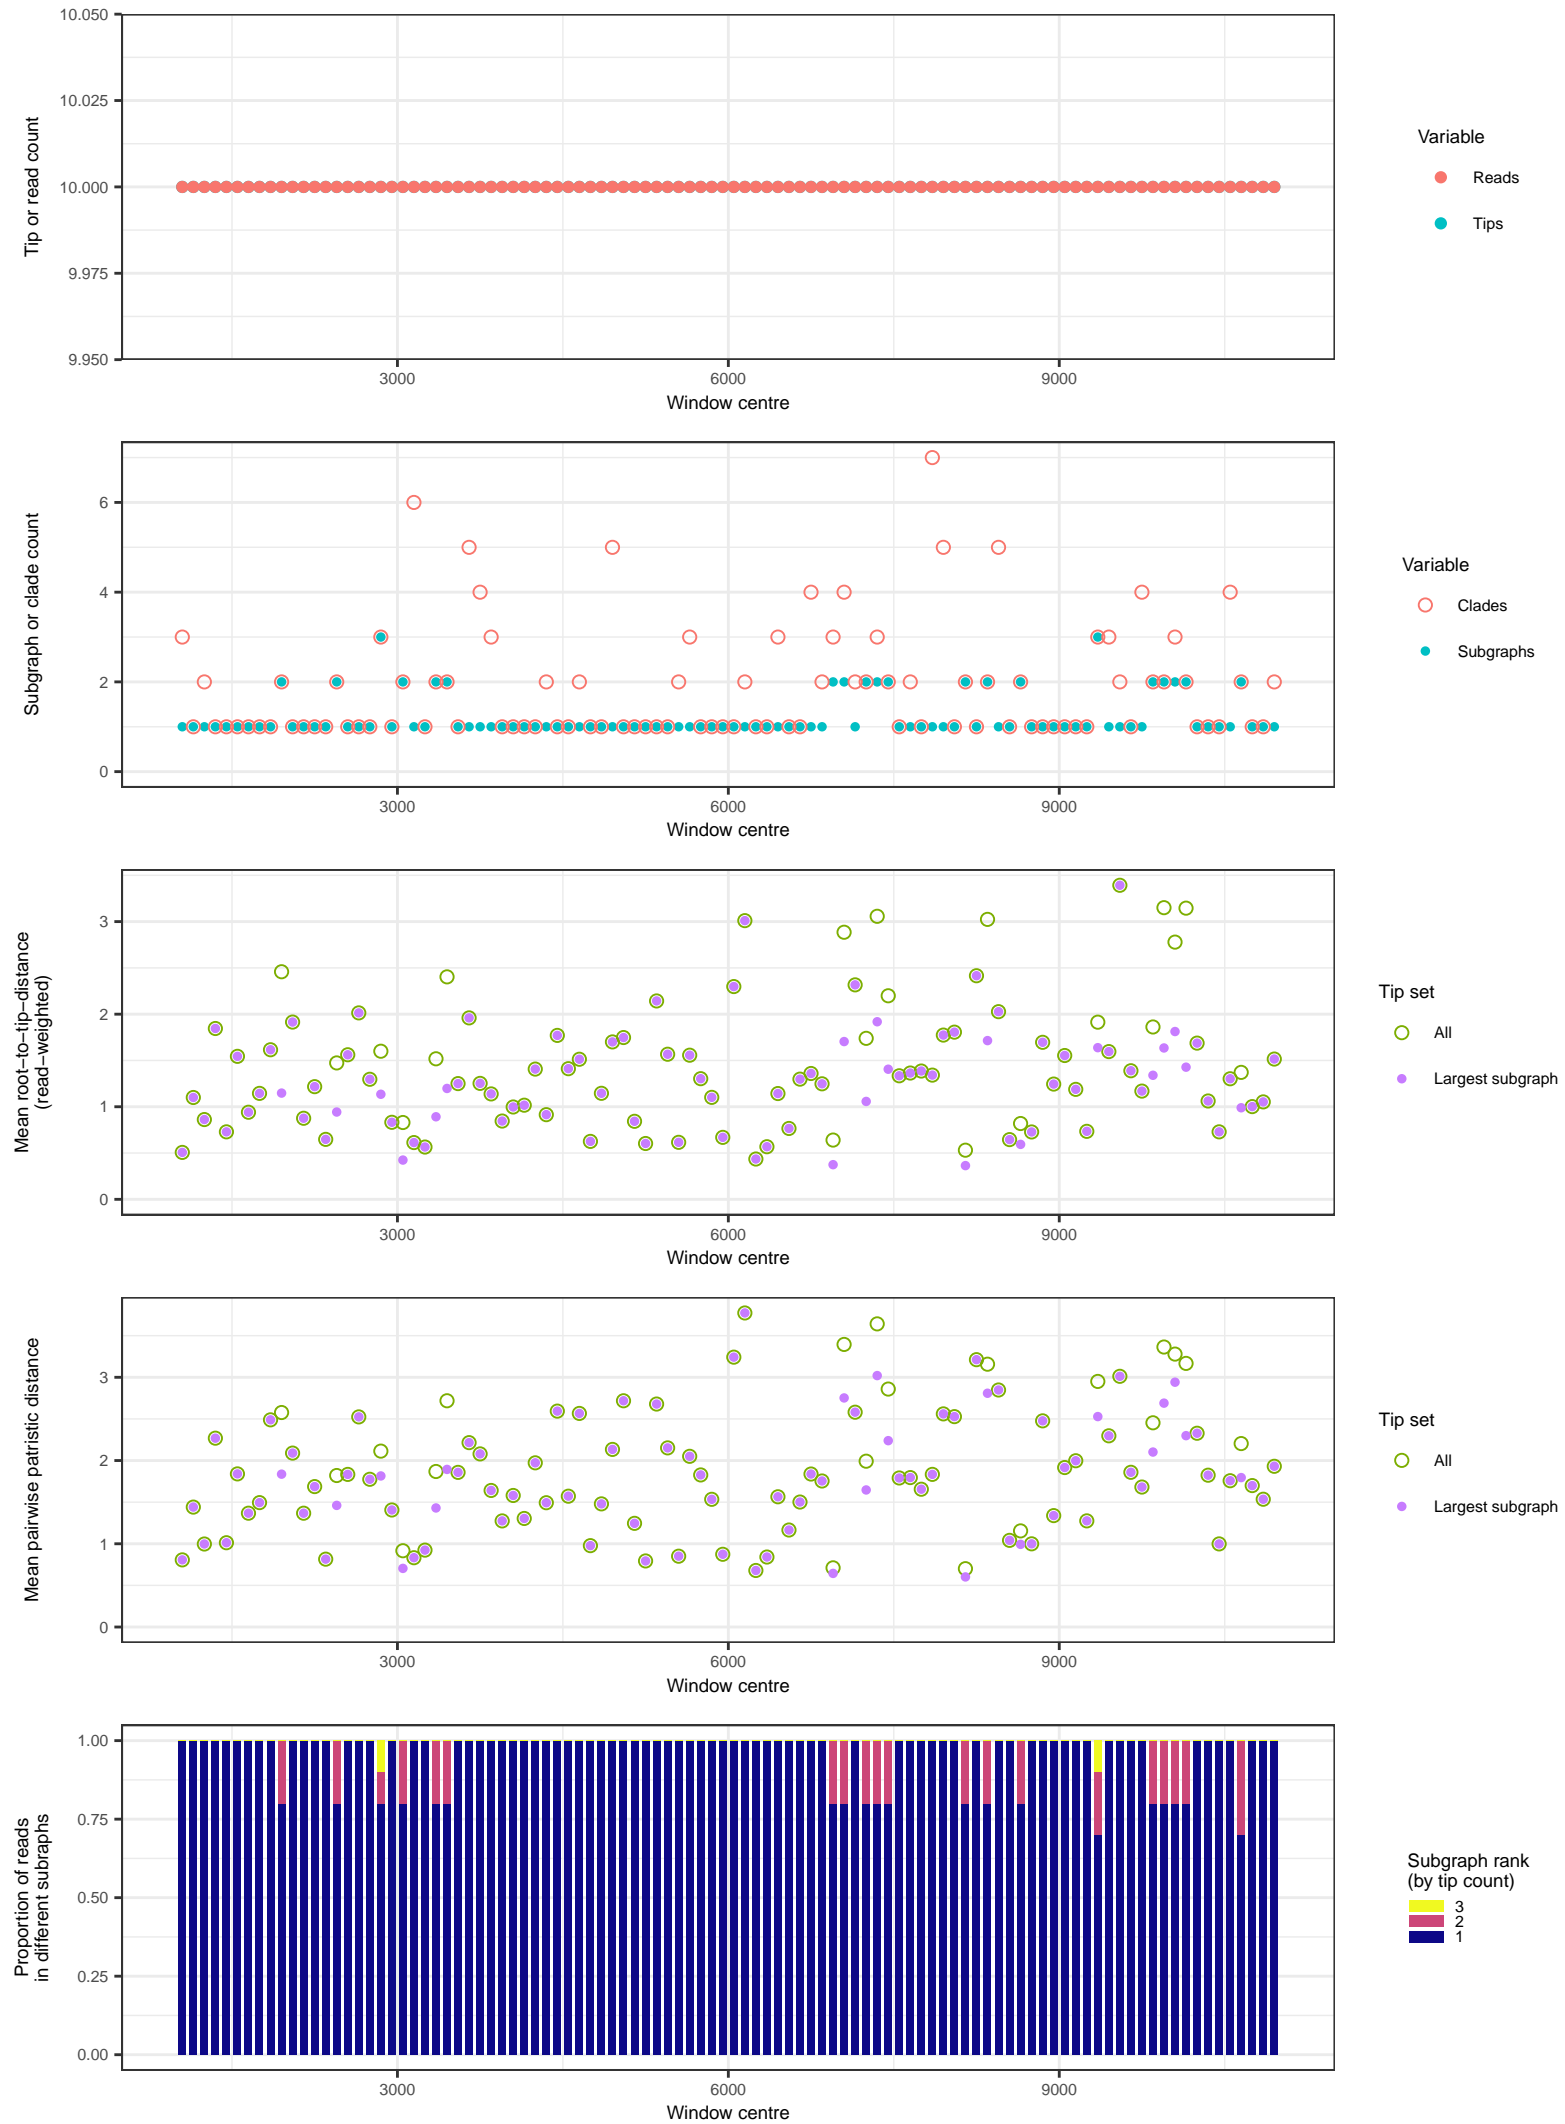 10.050
10.025
10.000
9.975
9.950
Tip or read count
3000
6000
9000
Window centre
Variable
Reads
Tips
6
4
2
0
Subgraph or clade count
3000
6000
9000
Window centre
Variable
Clades
Subgraphs
3
2
1
0
Mean root−to−tip−distance
(read−weighted)
3000
6000
9000
Window centre
Tip set
All
Largest subgraph
3
2
1
0
Mean pairwise patristic distance
3000
6000
9000
Window centre
Tip set
All
Largest subgraph
1.00
0.75
0.50
0.25
0.00
Proportion of reads
in different subraphs
3000
6000
9000
Window centre
Subgraph rank
(by tip count)
3
2
1